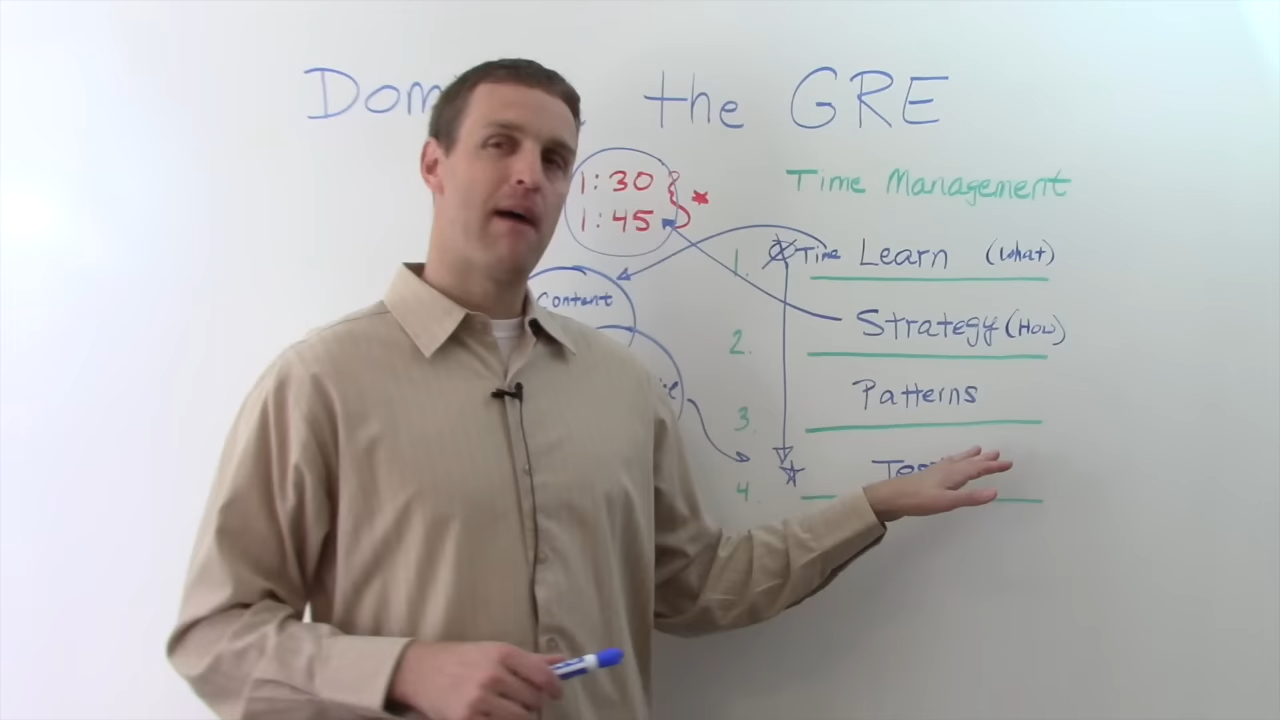 Dom the GRE
1:30
1:45
Time Management
1. Time Learn (What)
Content
2. Strategy (How)
3. Patterns
4.